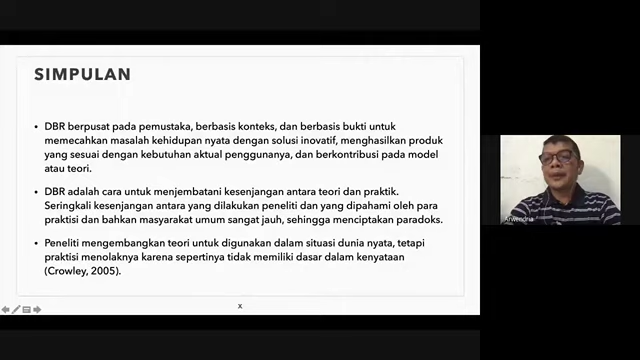 SIMPULAN
• DBR berpusat pada pemustaka, berbasis konteks, dan berbasis bukti untuk
memecahkan masalah kehidupan nyata dengan solusi inovatif, menghasilkan produk
yang sesuai dengan kebutuhan aktual penggunanya, dan berkontribusi pada model
atau teori.
• DBR adalah cara untuk menjembatani kesenjangan antara teori dan praktik.
Seringkali kesenjangan antara yang dilakukan peneliti dan yang dipahami oleh para
praktisi dan bahkan masyarakat umum sangat jauh, sehingga menciptakan paradoks.
• Peneliti mengembangkan teori untuk digunakan dalam situasi dunia nyata, tetapi
praktisi menolaknya karena sepertinya tidak memiliki dasar dalam kenyataan
(Crowley, 2005).
x
Arwendria